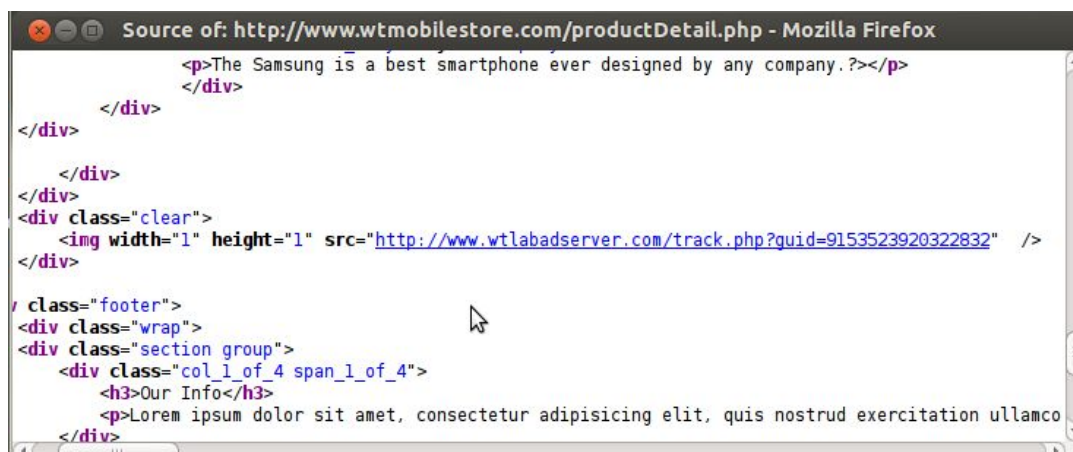 Source of: http://www.wtmobilestore.com/productDetail.php - Mozilla Firefox
<p>The Samsung is a best smartphone ever designed by any company.?></p>
</div>
</div>
</div>
</div>
</div>
<div class="clear">
<img width="1" height="1" src="http://www.wtlabadserver.com/track.php?guid=9153523920322832" />
</div>
class="footer">
<div class="wrap">
<div class="section group">
<div class="col_1_of_4 span_1_of_4">
<h3>Our Info</h3>
<p>Lorem ipsum dolor sit amet, consectetur adipisicing elit, quis nostrud exercitation ullamco
</div>